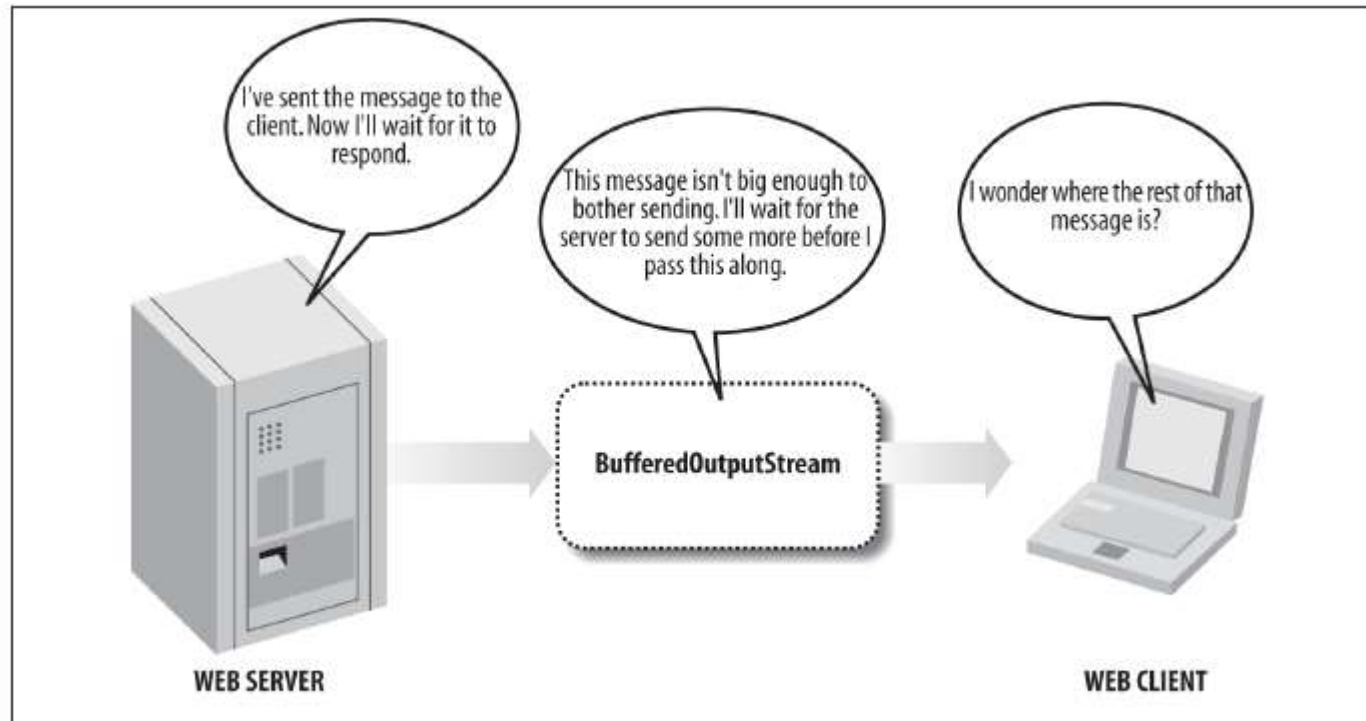 I've sent the message to the
client. Now I'll wait for it to
respond.
This message isn't big enough to
bother sending. I'll wait for the
server to send some more before I
pass this along.
I wonder where the rest of that
message is?
BufferedOutputStream
WEB SERVER
WEB CLIENT